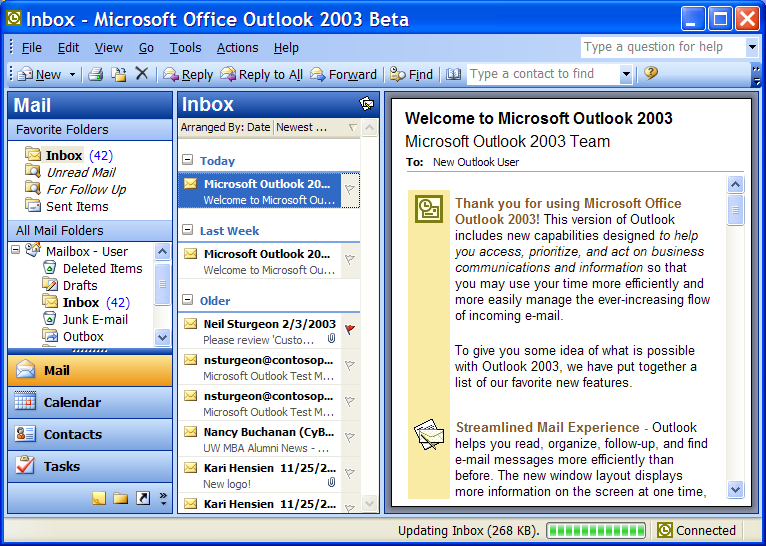 Inbox - Microsoft Office Outlook 2003 Beta
File Edit View Go Tools Actions Help Type a question for help
New Reply Reply to All Forward Find Type a contact to find
Mail
Favorite Folders
Inbox (42)
Unread Mail
For Follow Up
Sent Items
All Mail Folders
Mailbox - User
Deleted Items
Drafts
Inbox (42)
Junk E-mail
Outbox
Mail
Calendar
Contacts
Tasks
Inbox
Arranged By: Date Newest ...
Today
Microsoft Outlook 20...
Welcome to Microsoft Ou...
Last Week
Microsoft Outlook 20...
Welcome to Microsoft Ou...
Older
Neil Sturgeon 2/3/2003
Please review 'Custo...
nsturgeon@contosop...
Microsoft Outlook Test M...
nsturgeon@contosop...
Microsoft Outlook Test M...
Nancy Buchanan (CyB...
UW MBA Alumni News - ...
Kari Hensien 11/25/2...
New logo!
Kari Hensien 11/25/2...
Welcome to Microsoft Outlook 2003
Microsoft Outlook 2003 Team
To: New Outlook User
Thank you for using Microsoft Office
Outlook 2003! This version of Outlook
includes new capabilities designed to help
you access, prioritize, and act on business
communications and information so that
you may use your time more efficiently and
more easily manage the ever-increasing flow
of incoming e-mail.
To give you some idea of what is possible
with Outlook 2003, we have put together a
list of our favorite new features.
Streamlined Mail Experience - Outlook
helps you read, organize, follow-up, and find
e-mail messages more efficiently than
before. The new window layout displays
more information on the screen at one time,
Updating Inbox (268 KB). Connected